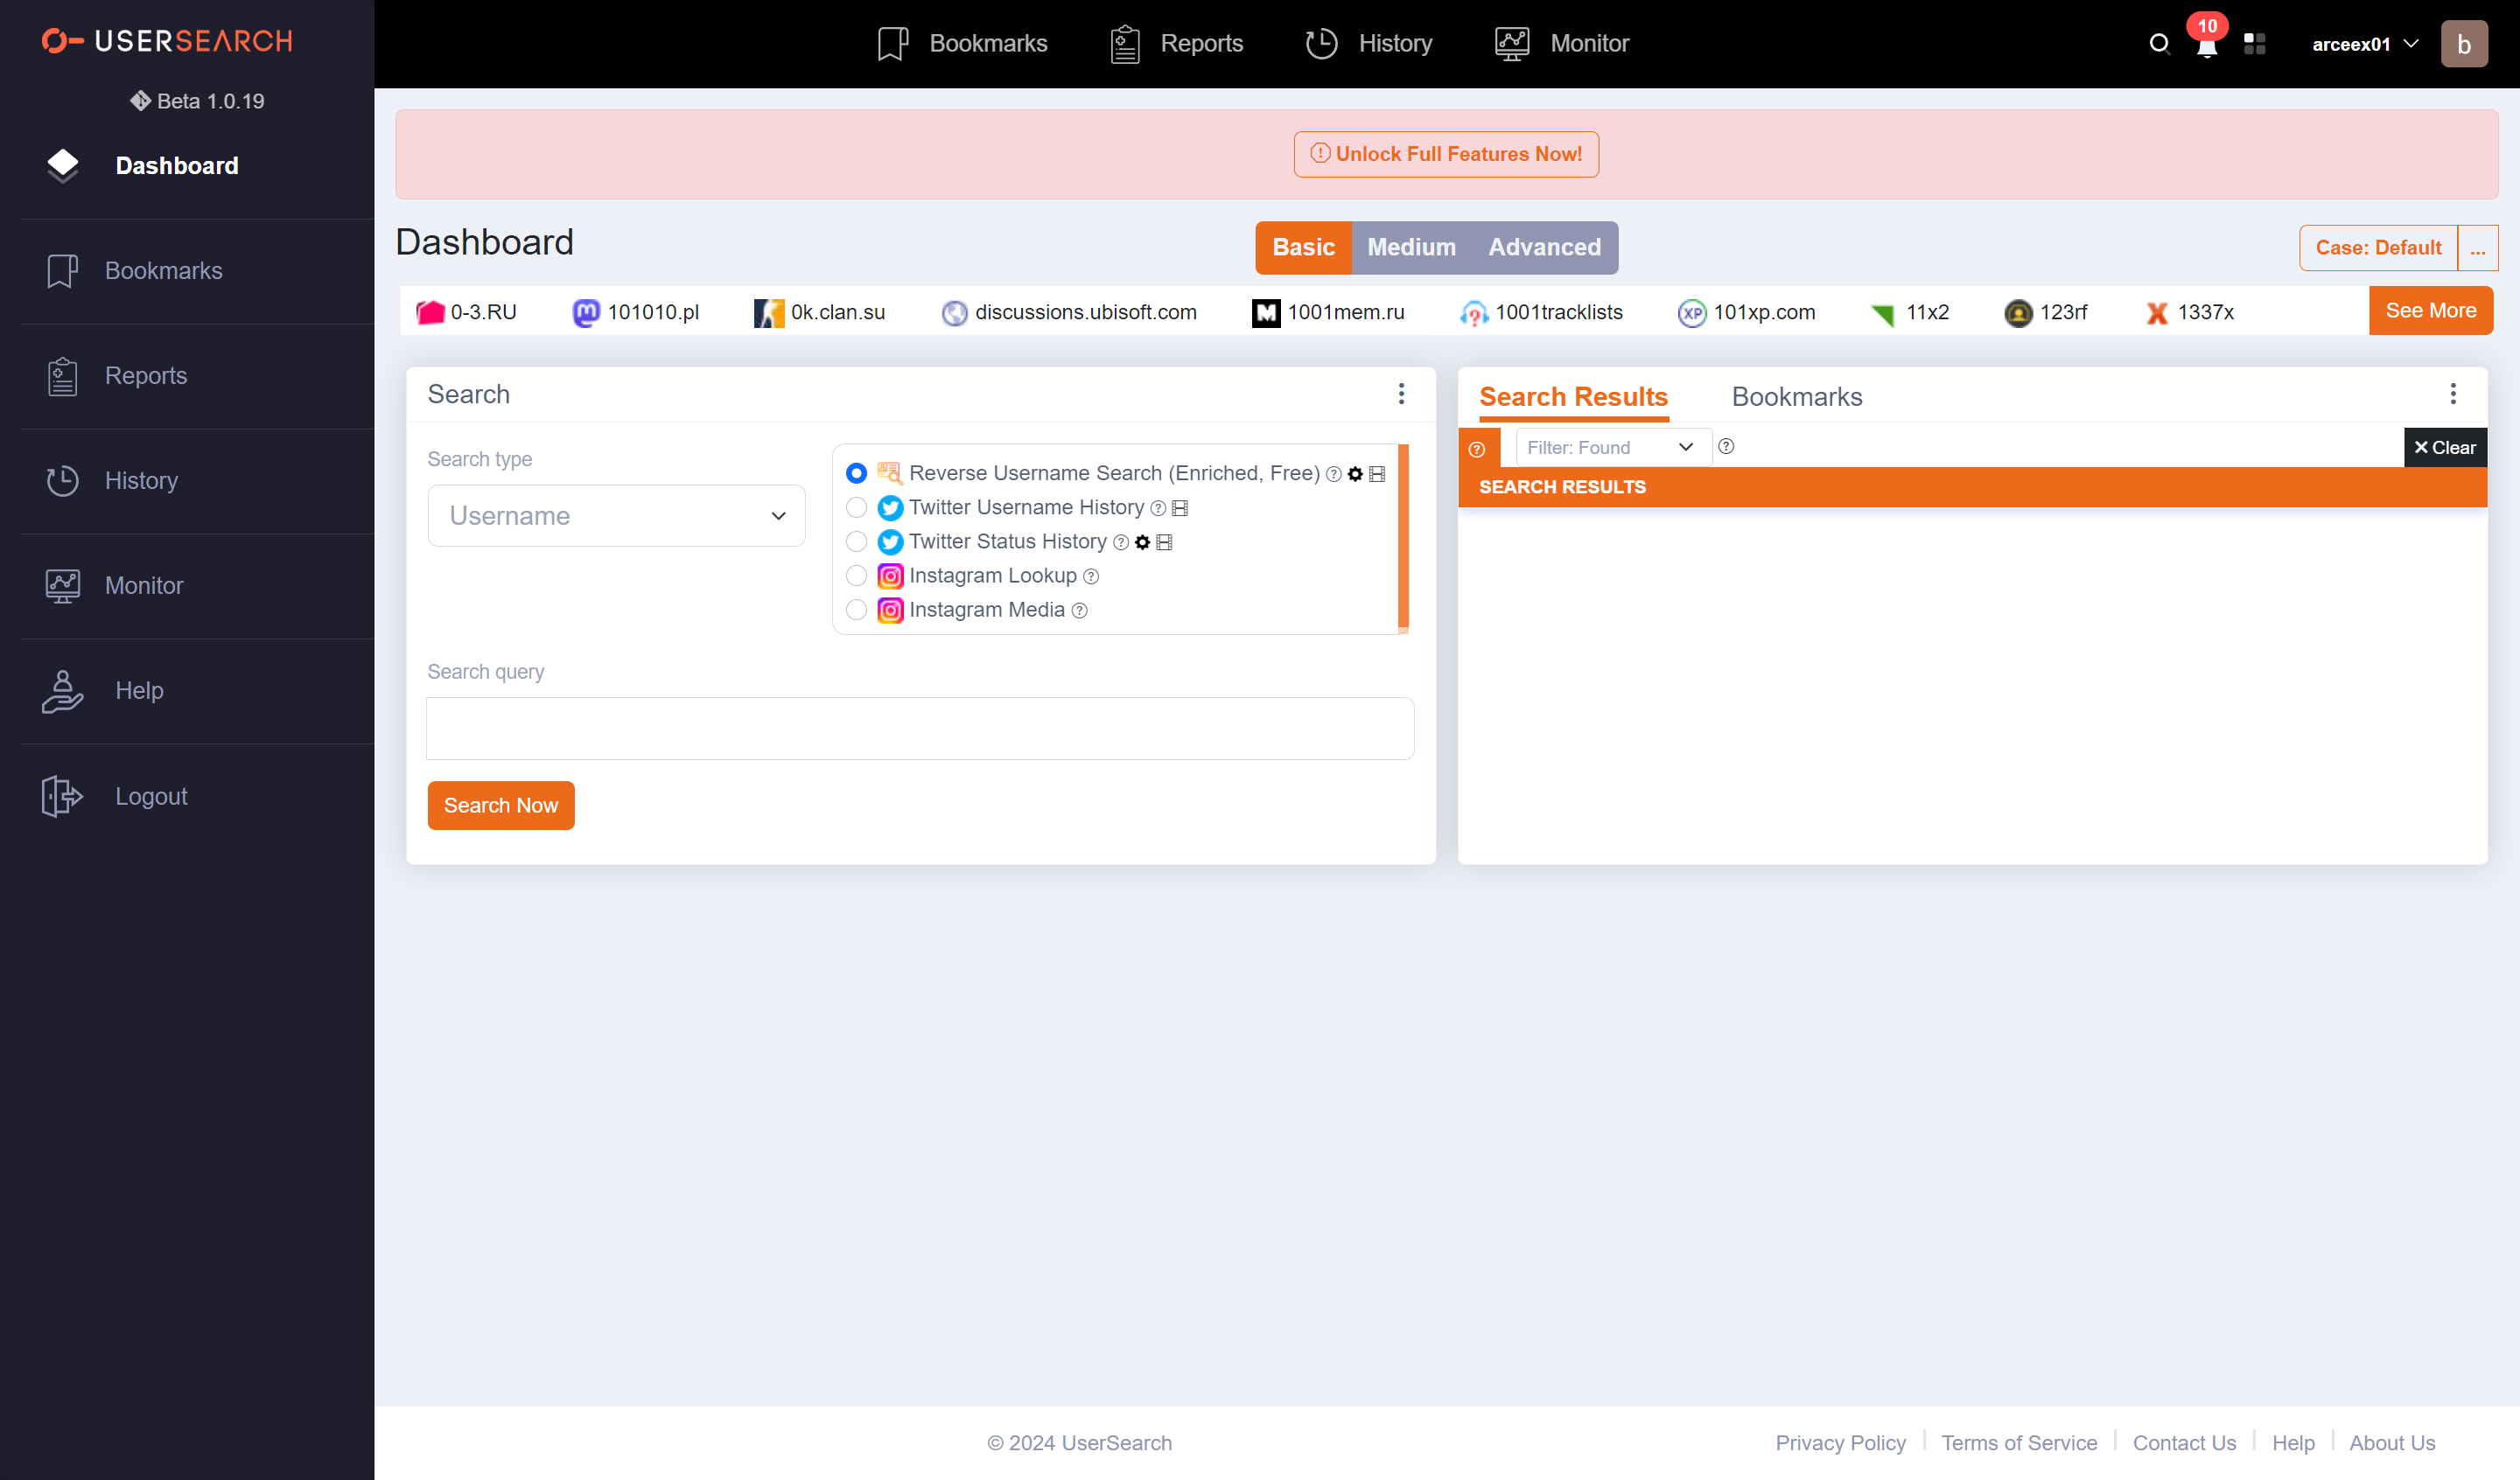 USERSEARCH
Beta 1.0.19
Dashboard
Bookmarks
Reports
History
Monitor
Help
Logout
Bookmarks Reports History Monitor
10
arceex01
b
Unlock Full Features Now!
Dashboard
Basic Medium Advanced
Case: Default ...
0-3.RU 101010.pl 0k.clan.su discussions.ubisoft.com 1001mem.ru 1001tracklists XP 101xp.com 11x2 123rf 1337x See More
Search
Search type
Username
Reverse Username Search (Enriched, Free)
Twitter Username History
Twitter Status History
Instagram Lookup
Instagram Media
Search query
Search Now
Search Results Bookmarks
Filter: Found
Clear
SEARCH RESULTS
© 2024 UserSearch
Privacy Policy Terms of Service Contact Us Help About Us